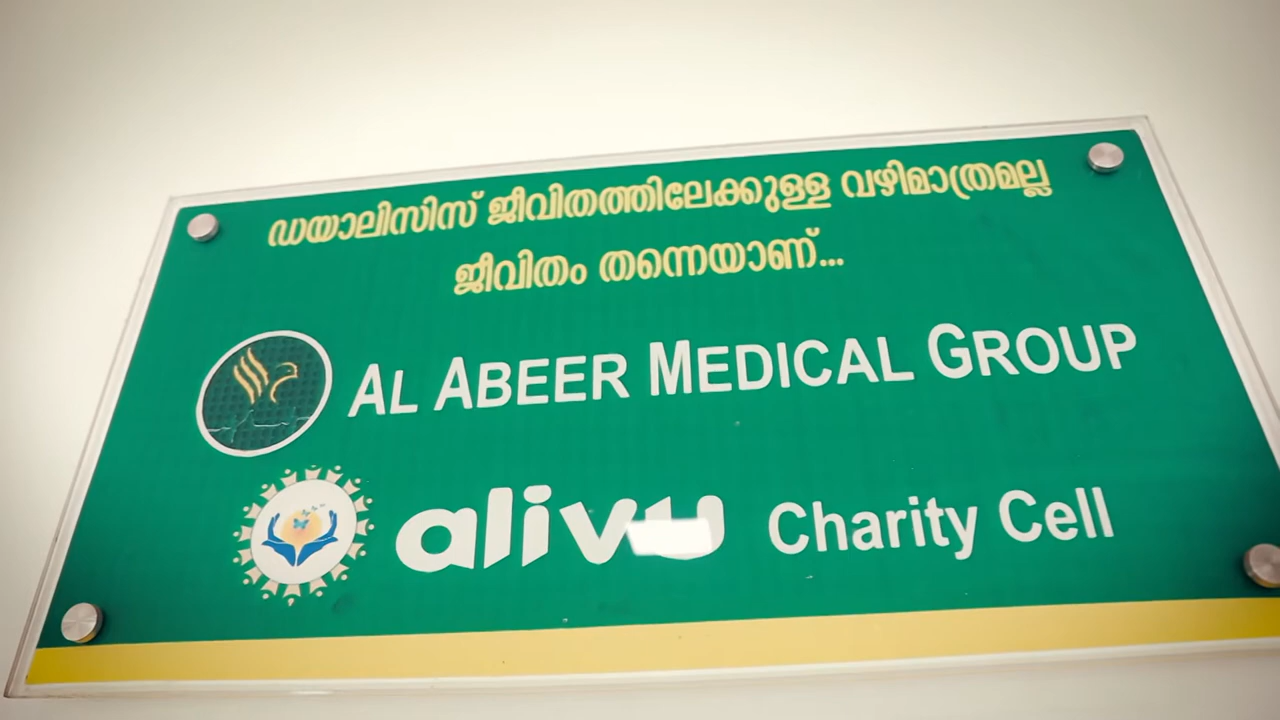 ഡയാലിസിസ് ജീവിതത്തിലേക്കുള്ള വഴിമാത്രമല്ല
ജീവിതം തന്നെയാണ്...
AL ABEER MEDICAL GROUP
alivu Charity Cell